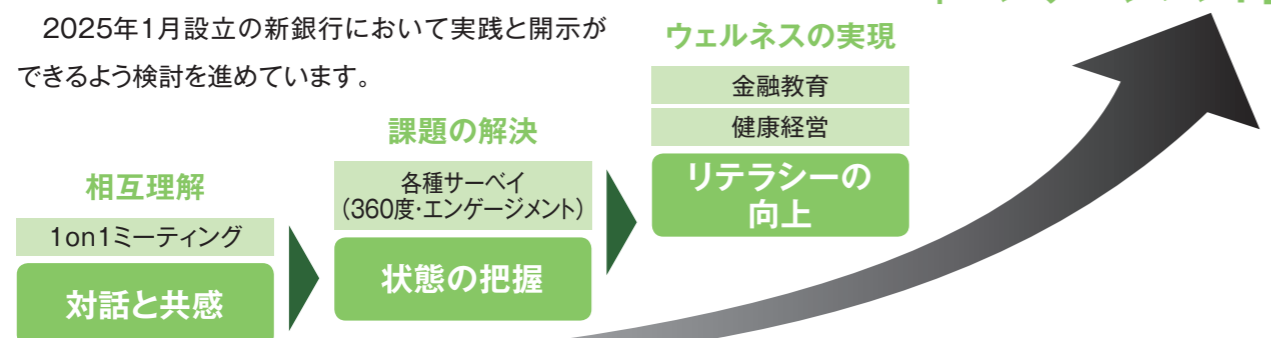 2025年1月設立の新銀行において実践と開示が
できるよう検討を進めています。
ウェルネスの実現
金融教育
健康経営
リテラシーの
向上
課題の解決
各種サーベイ
(360度・エンゲージメント)
状態の把握
相互理解
1on1ミーティング
対話と共感